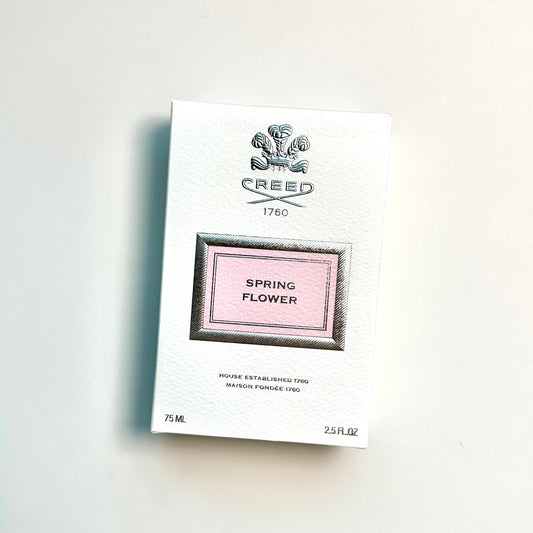 CREED
1760
SPRING
FLOWER
HOUSE ESTABLISHED 1760
MAISON FONDÉE 1760
75 ML
2.5 FL.OZ